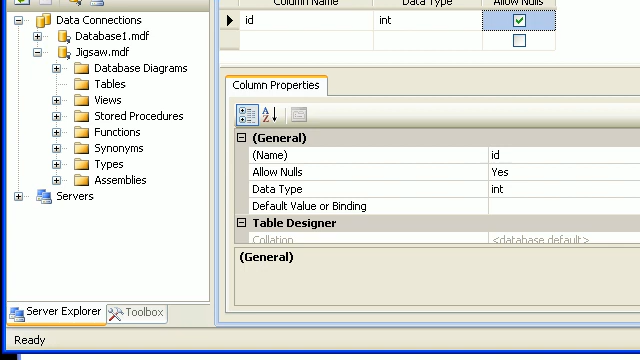 Column Name Data Type Allow Nulls
id int
Data Connections
Database1.mdf
Jigsaw.mdf
Database Diagrams
Tables
Views
Stored Procedures
Functions
Synonyms
Types
Assemblies
Servers
Column Properties
(General)
(Name) id
Allow Nulls Yes
Data Type int
Default Value or Binding
Table Designer
Collation <database default>
(General)
Server Explorer Toolbox
Ready